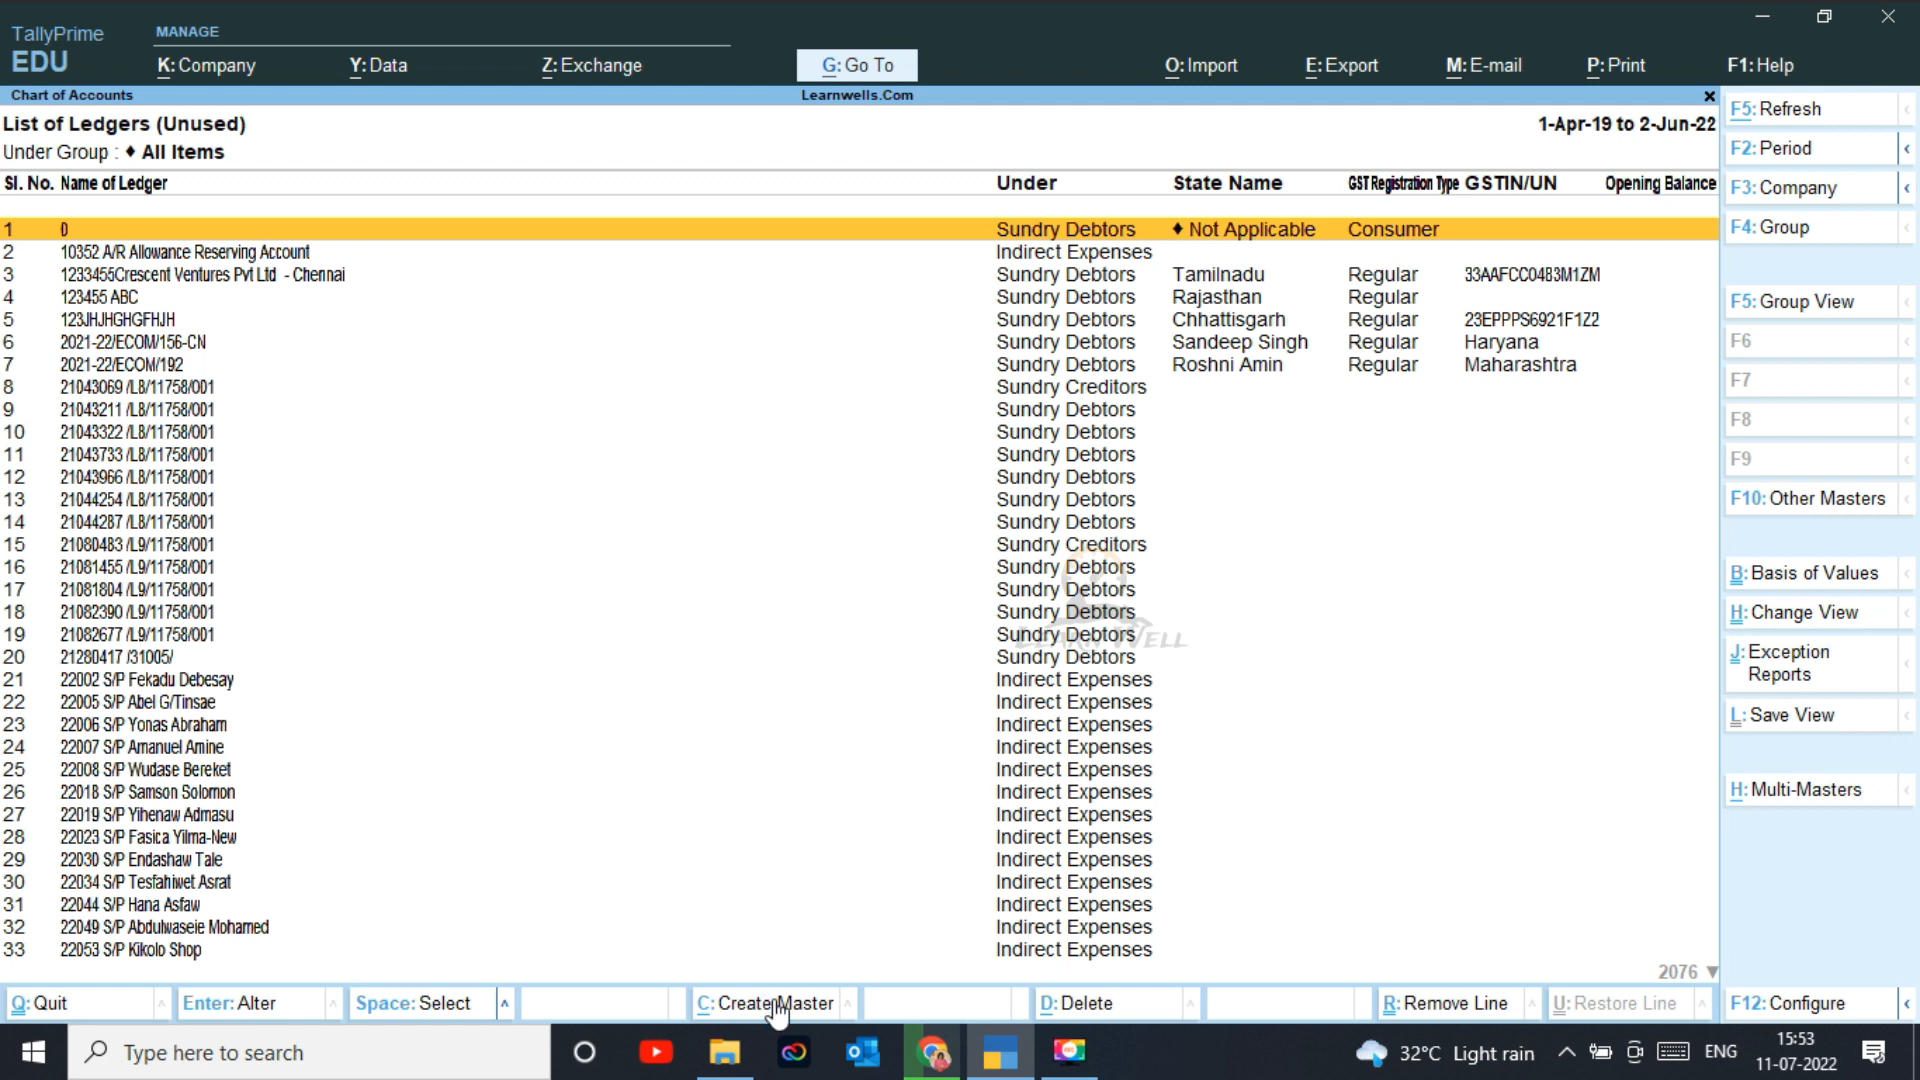 TallyPrime
EDU
MANAGE
K: Company
Y: Data
Z: Exchange
G: Go To
O: Import
E: Export
M: E-mail
P: Print
F1: Help
Chart of Accounts
Learnwells.Com
List of Ledgers (Unused)
1-Apr-19 to 2-Jun-22
Under Group : ♦ All Items
Sl. No. Name of Ledger Under State Name GST Registration Type GSTIN/UN Opening Balance
1 0 Sundry Debtors ♦ Not Applicable Consumer
2 10352 A/R Allowance Reserving Account Indirect Expenses
3 1233455Crescent Ventures Pvt Ltd - Chennai Sundry Debtors Tamilnadu Regular 33AAFCC0483M1ZM
4 123455 ABC Sundry Debtors Rajasthan Regular
5 123JHJHGHGFHJH Sundry Debtors Chhattisgarh Regular 23EPPPS6921F1Z2
6 2021-22/ECOM/156-CN Sundry Debtors Sandeep Singh Regular Haryana
7 2021-22/ECOM/192 Sundry Debtors Roshni Amin Regular Maharashtra
8 21043069 /L8/11758/001 Sundry Creditors
9 21043211 /L8/11758/001 Sundry Debtors
10 21043322 /L8/11758/001 Sundry Debtors
11 21043733 /L8/11758/001 Sundry Debtors
12 21043966 /L8/11758/001 Sundry Debtors
13 21044254 /L8/11758/001 Sundry Debtors
14 21044287 /L8/11758/001 Sundry Debtors
15 21080483 /L9/11758/001 Sundry Creditors
16 21081455 /L9/11758/001 Sundry Debtors
17 21081804 /L9/11758/001 Sundry Debtors
18 21082390 /L9/11758/001 Sundry Debtors
19 21082677 /L9/11758/001 Sundry Debtors
LEARN WELL
20 21280417 /31005/ Sundry Debtors
21 22002 S/P Fekadu Debesay Indirect Expenses
22 22005 S/P Abel G/Tinsae Indirect Expenses
23 22006 S/P Yonas Abraham Indirect Expenses
24 22007 S/P Amanuel Amine Indirect Expenses
25 22008 S/P Wudase Bereket Indirect Expenses
26 22018 S/P Samson Solomon Indirect Expenses
27 22019 S/P Yihenaw Admasu Indirect Expenses
28 22023 S/P Fasica Yilma-New Indirect Expenses
29 22030 S/P Endashaw Tale Indirect Expenses
30 22034 S/P Tesfahiwet Asrat Indirect Expenses
31 22044 S/P Hana Asfaw Indirect Expenses
32 22049 S/P Abdulwaseie Mohamed Indirect Expenses
33 22053 S/P Kikolo Shop Indirect Expenses
2076 ▼
F5: Refresh
F2: Period
F3: Company
F4: Group
F5: Group View
F6
F7
F8
F9
F10: Other Masters
B: Basis of Values
H: Change View
J: Exception
Reports
L: Save View
H: Multi-Masters
Q: Quit
Enter: Alter
Space: Select
C: Create Master
D: Delete
R: Remove Line
U: Restore Line
F12: Configure
Type here to search
32°C Light rain
ENG
15:53
11-07-2022